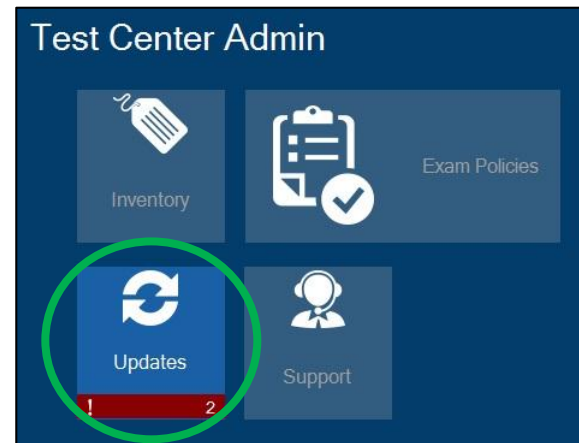 Test Center Admin
Inventory
Exam Policies
Updates
! 2
Support